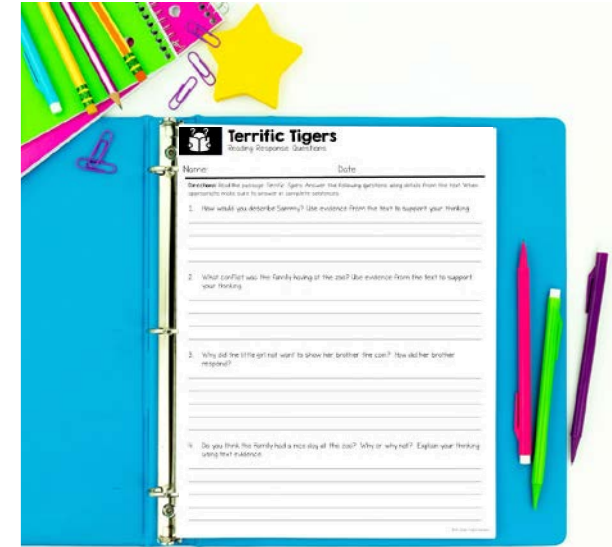 Terrific Tigers
Reading Response Questions
Name: Date
Directions: Read the passage Terrific Tigers. Answer the following questions using details from the text. When
appropriate make sure to answer in complete sentences.
1. How would you describe Sammy? Use evidence from the text to support your thinking.
2. What conflict was the family having at the zoo? Use evidence from the text to support
your thinking.
3. Why did the little girl not want to show her brother the coin? How did her brother
respond?
4. Do you think the family had a nice day at the zoo? Why or why not? Explain your thinking
using text evidence.